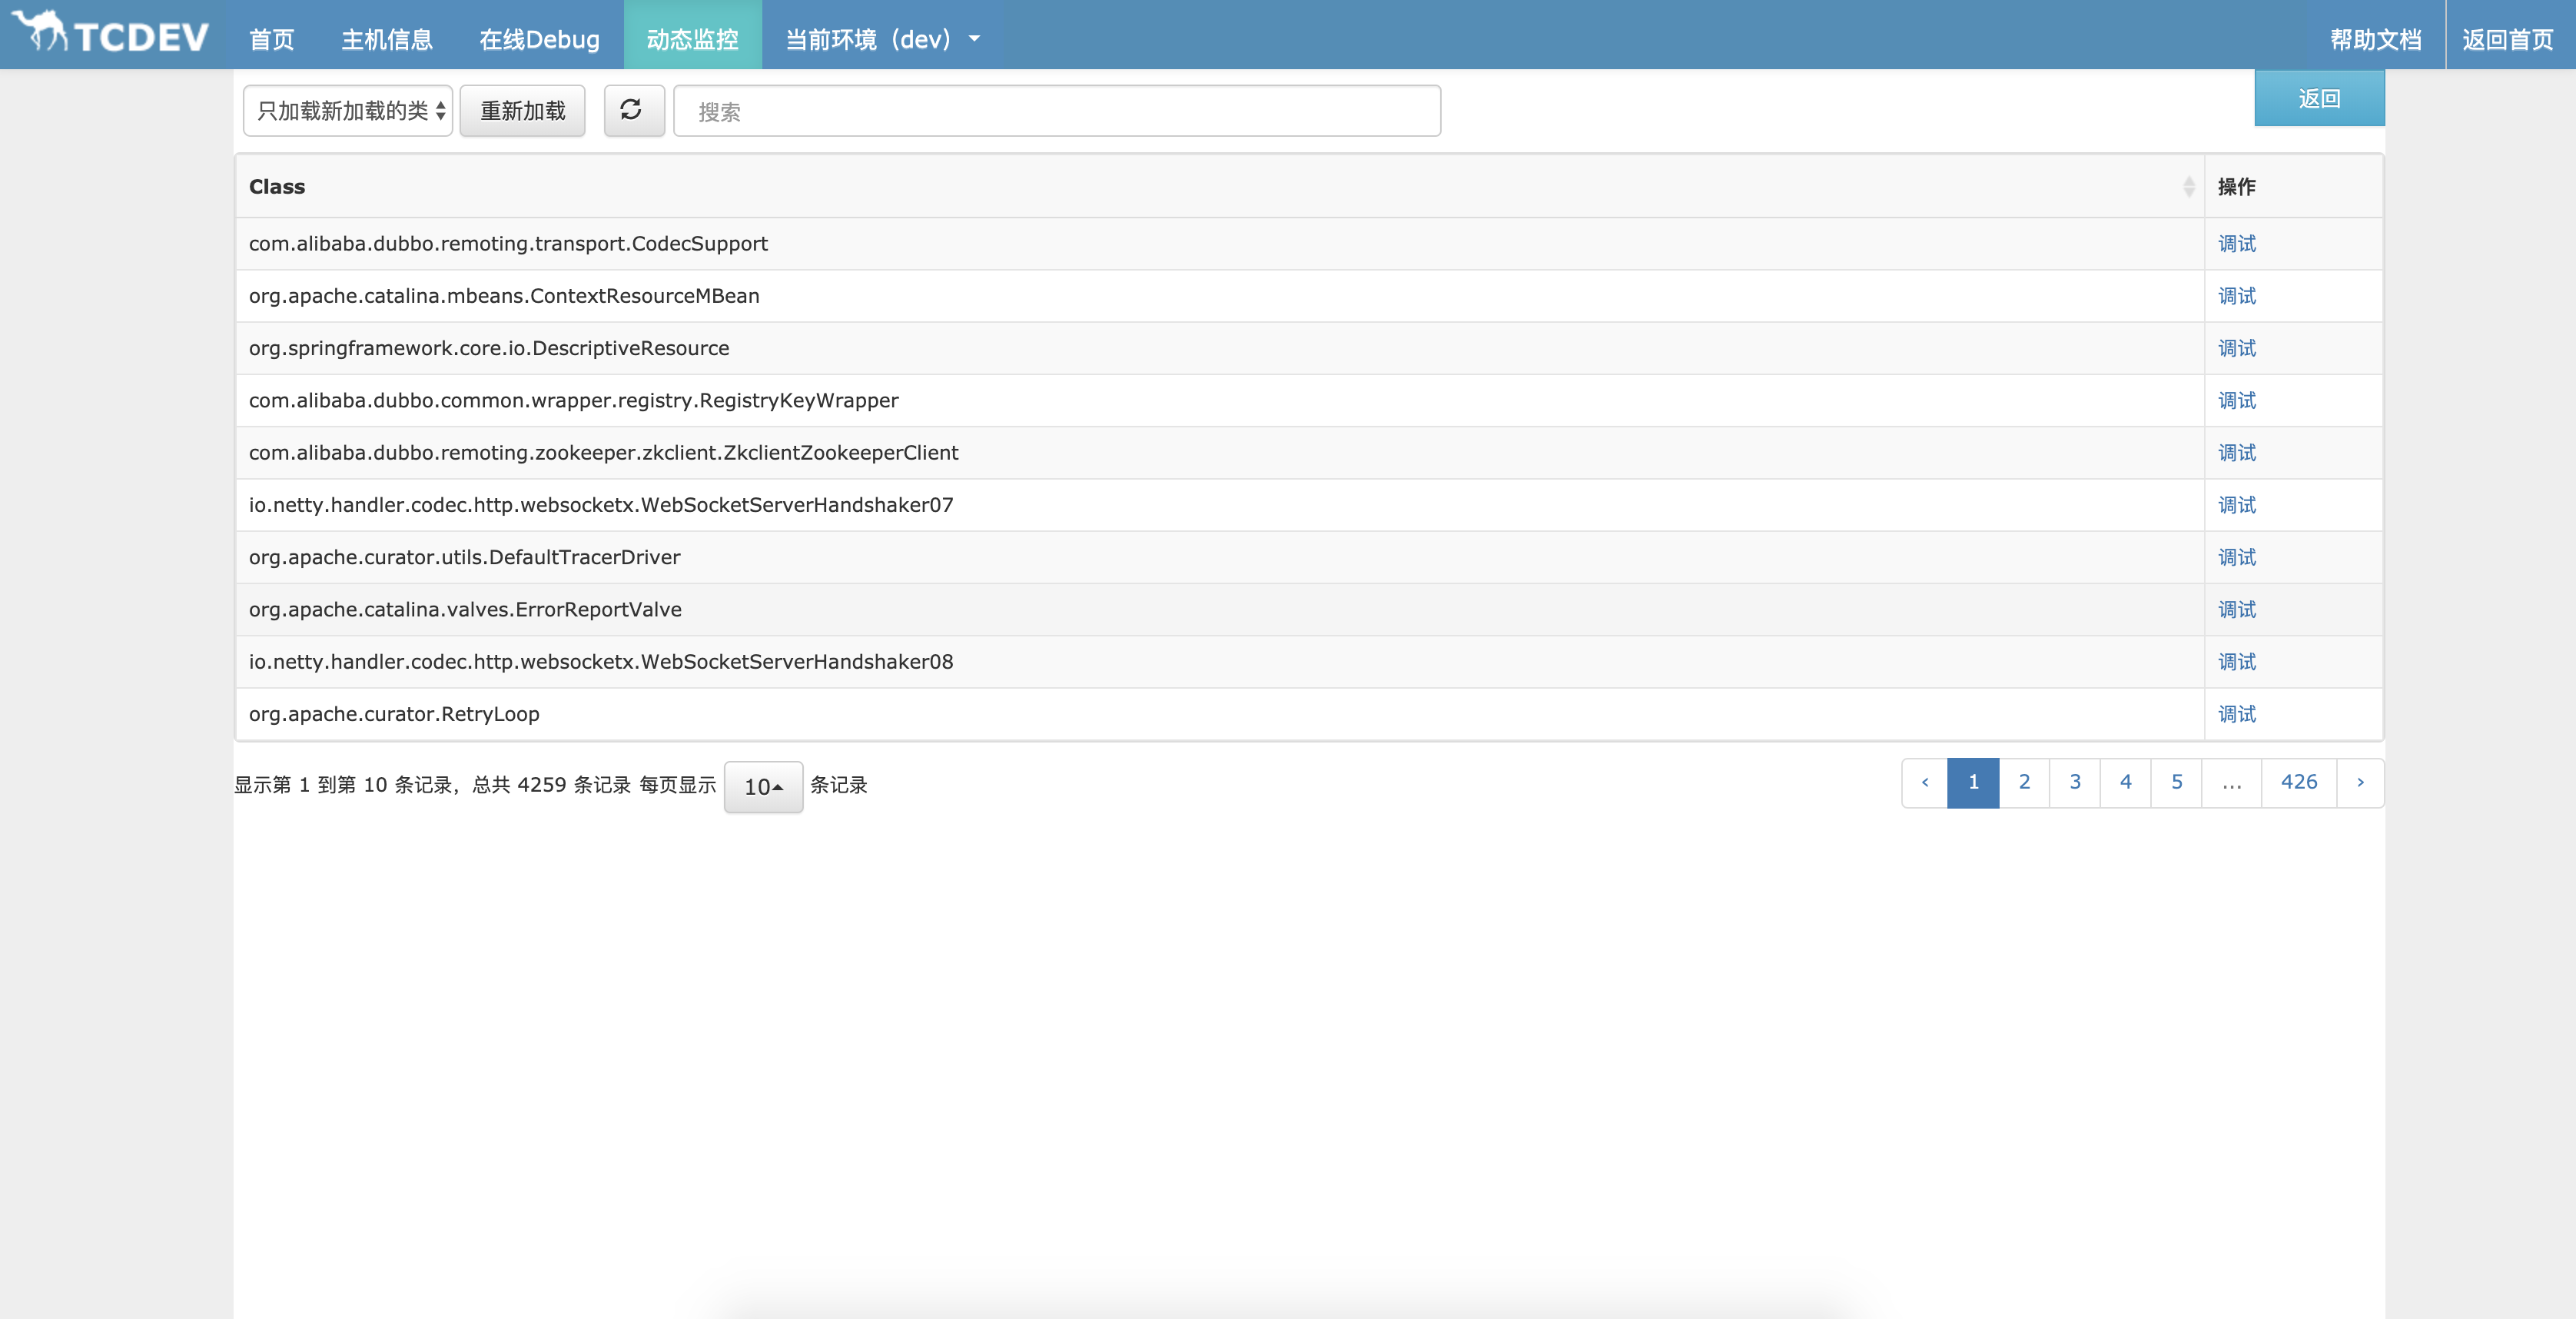 TCDEV 首页 主机信息 在线Debug 动态监控 当前环境（dev） 帮助文档 返回首页
只加载新加载的类 重新加载 搜索 返回
Class 操作
com.alibaba.dubbo.remoting.transport.CodecSupport 调试
org.apache.catalina.mbeans.ContextResourceMBean 调试
org.springframework.core.io.DescriptiveResource 调试
com.alibaba.dubbo.common.wrapper.registry.RegistryKeyWrapper 调试
com.alibaba.dubbo.remoting.zookeeper.zkclient.ZkclientZookeeperClient 调试
io.netty.handler.codec.http.websocketx.WebSocketServerHandshaker07 调试
org.apache.curator.utils.DefaultTracerDriver 调试
org.apache.catalina.valves.ErrorReportValve 调试
io.netty.handler.codec.http.websocketx.WebSocketServerHandshaker08 调试
org.apache.curator.RetryLoop 调试
显示第 1 到第 10 条记录，总共 4259 条记录 每页显示 10 条记录 ‹ 1 2 3 4 5 ... 426 ›